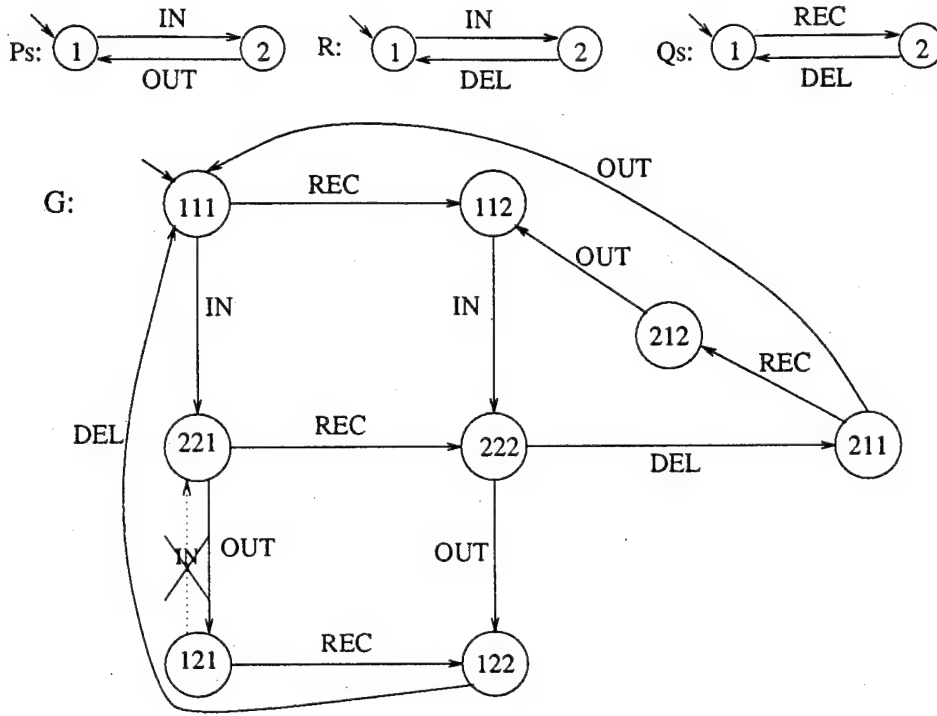 IN
IN
REC
Ps: 1 2
R: 1 2
Qs: 1 2
OUT
DEL
DEL
OUT
G:
111
REC
112
OUT
IN
IN
212
REC
DEL
221
REC
222
DEL
211
IN
OUT
OUT
121
REC
122